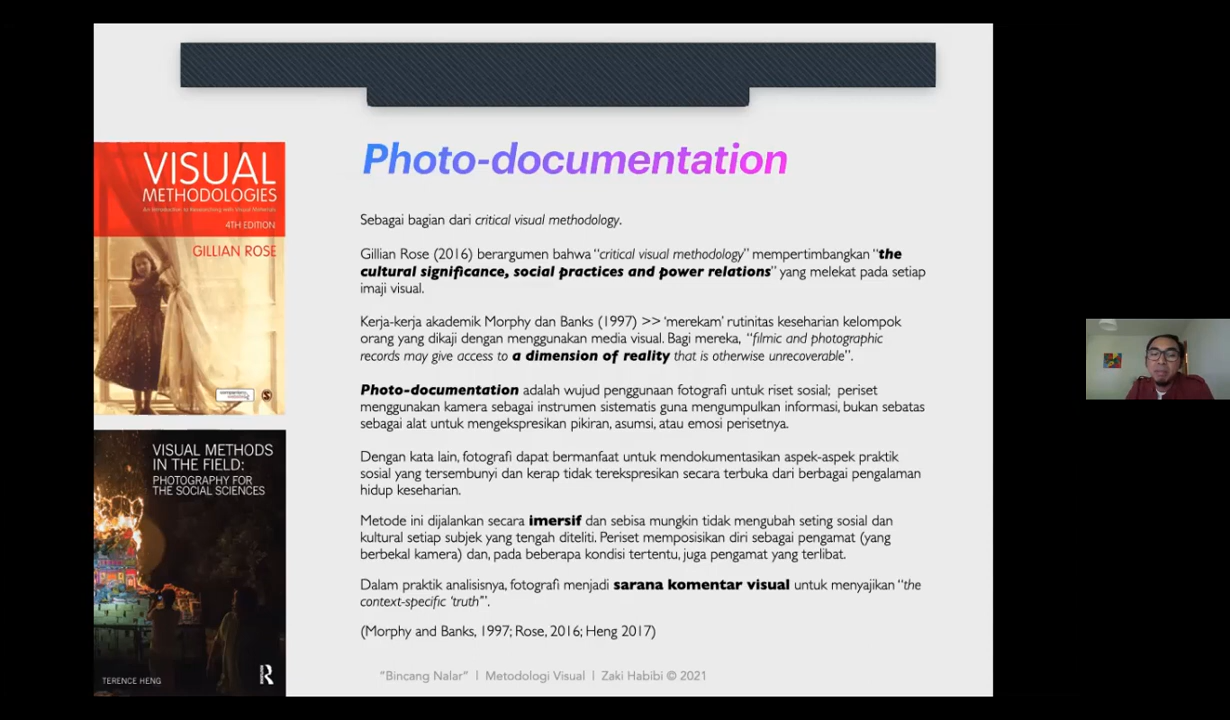 VISUAL
METHODOLOGIES
An Introduction to Researching with Visual Materials
4TH EDITION
GILLIAN ROSE
VISUAL METHODS
IN THE FIELD:
PHOTOGRAPHY FOR
THE SOCIAL SCIENCES
TERENCE HENG
R
Photo-documentation
Sebagai bagian dari critical visual methodology.
Gillian Rose (2016) berargumen bahwa “critical visual methodology” mempertimbangkan “the
cultural significance, social practices and power relations” yang melekat pada setiap
imaji visual.
Kerja-kerja akademik Morphy dan Banks (1997) >> ‘merekam’ rutinitas keseharian kelompok
orang yang dikaji dengan menggunakan media visual. Bagi mereka, “filmic and photographic
records may give access to a dimension of reality that is otherwise unrecoverable”.
Photo-documentation adalah wujud penggunaan fotografi untuk riset sosial; periset
menggunakan kamera sebagai instrumen sistematis guna mengumpulkan informasi, bukan sebatas
sebagai alat untuk mengekspresikan pikiran, asumsi, atau emosi perisetnya.
Dengan kata lain, fotografi dapat bermanfaat untuk mendokumentasikan aspek-aspek praktik
sosial yang tersembunyi dan kerap tidak terekspresikan secara terbuka dari berbagai pengalaman
hidup keseharian.
Metode ini dijalankan secara imersif dan sebisa mungkin tidak mengubah seting sosial dan
kultural setiap subjek yang tengah diteliti. Periset memposisikan diri sebagai pengamat (yang
berbekal kamera) dan, pada beberapa kondisi tertentu, juga pengamat yang terlibat.
Dalam praktik analisisnya, fotografi menjadi sarana komentar visual untuk menyajikan “the
context-specific ‘truth’”.
(Morphy and Banks, 1997; Rose, 2016; Heng 2017)
“Bincang Nalar” | Metodologi Visual | Zaki Habibi © 2021